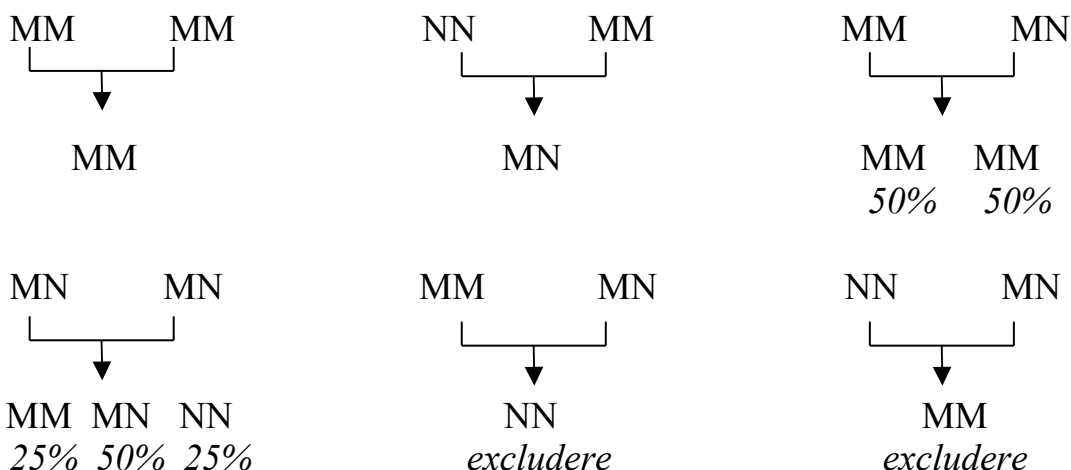 MM MM NN MM MM MN
MM MN MM MM
50% 50%
MN MN MM MN NN MN
MM MN NN NN MM
25% 50% 25% excludere excludere